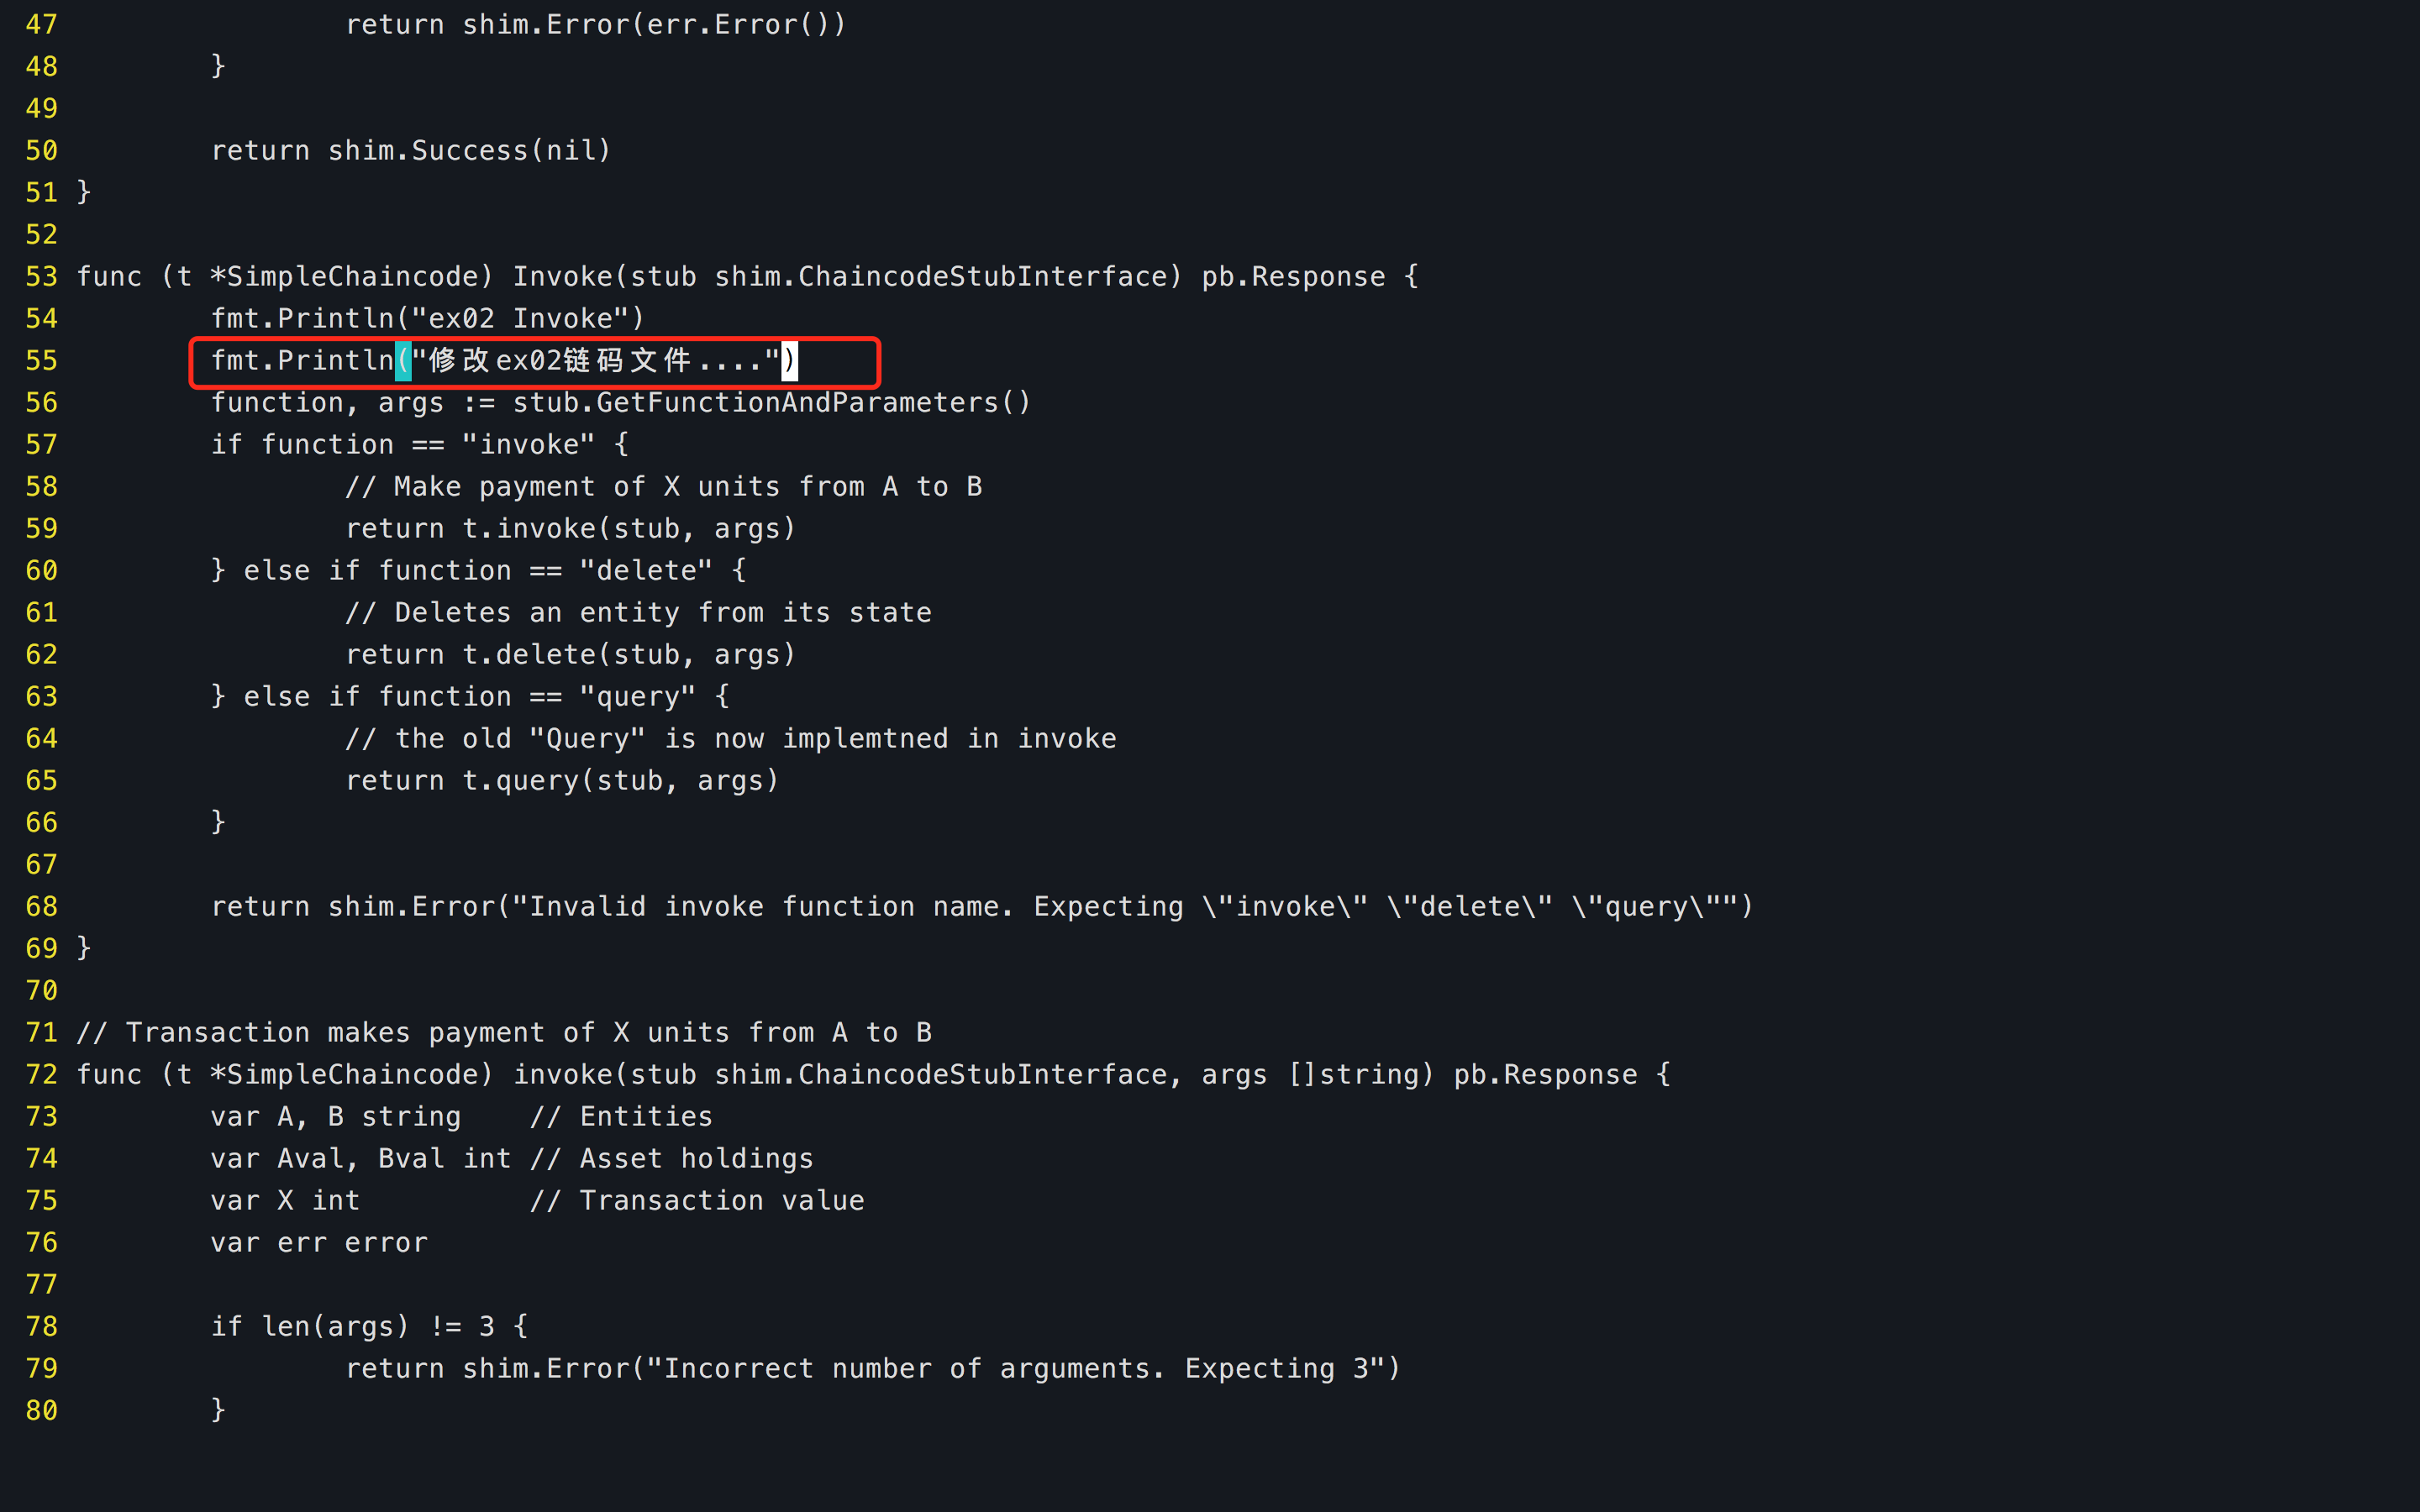 47                 return shim.Error(err.Error())
48         }
49
50         return shim.Success(nil)
51 }
52
53 func (t *SimpleChaincode) Invoke(stub shim.ChaincodeStubInterface) pb.Response {
54         fmt.Println("ex02 Invoke")
55         fmt.Println("修改ex02链码文件....")
56         function, args := stub.GetFunctionAndParameters()
57         if function == "invoke" {
58                 // Make payment of X units from A to B
59                 return t.invoke(stub, args)
60         } else if function == "delete" {
61                 // Deletes an entity from its state
62                 return t.delete(stub, args)
63         } else if function == "query" {
64                 // the old "Query" is now implemtned in invoke
65                 return t.query(stub, args)
66         }
67
68         return shim.Error("Invalid invoke function name. Expecting \"invoke\" \"delete\" \"query\"")
69 }
70
71 // Transaction makes payment of X units from A to B
72 func (t *SimpleChaincode) invoke(stub shim.ChaincodeStubInterface, args []string) pb.Response {
73         var A, B string    // Entities
74         var Aval, Bval int // Asset holdings
75         var X int          // Transaction value
76         var err error
77
78         if len(args) != 3 {
79                 return shim.Error("Incorrect number of arguments. Expecting 3")
80         }